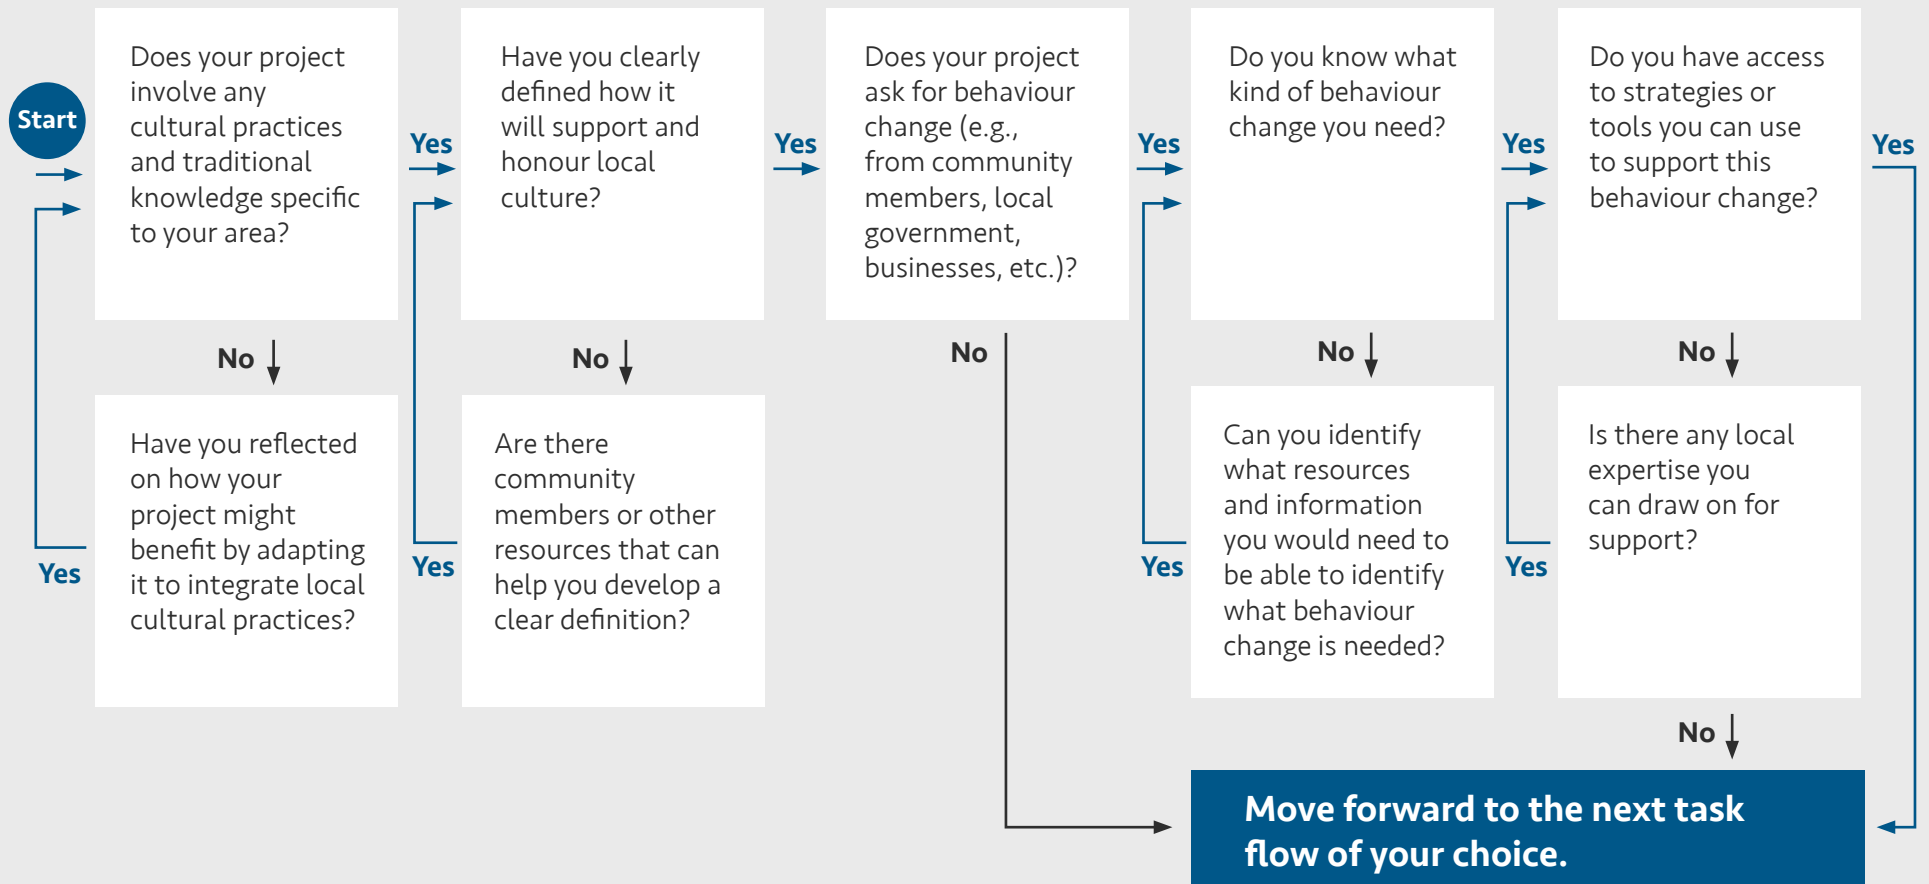 Start
Does your project
involve any
cultural practices
and traditional
knowledge specific
to your area?
Yes
Have you clearly
defined how it
will support and
honour local
culture?
Yes
Does your project
ask for behaviour
change (e.g.,
from community
members, local
government,
businesses, etc.)?
Yes
Do you know what
kind of behaviour
change you need?
Yes
Do you have access
to strategies or
tools you can use
to support this
behaviour change?
Yes
No
No
No
No
No
Yes
Have you reflected
on how your
project might
benefit by adapting
it to integrate local
cultural practices?
Yes
Are there
community
members or other
resources that can
help you develop a
clear definition?
Yes
Can you identify
what resources
and information
you would need to
be able to identify
what behaviour
change is needed?
Yes
Is there any local
expertise you
can draw on for
support?
No
Move forward to the next task
flow of your choice.